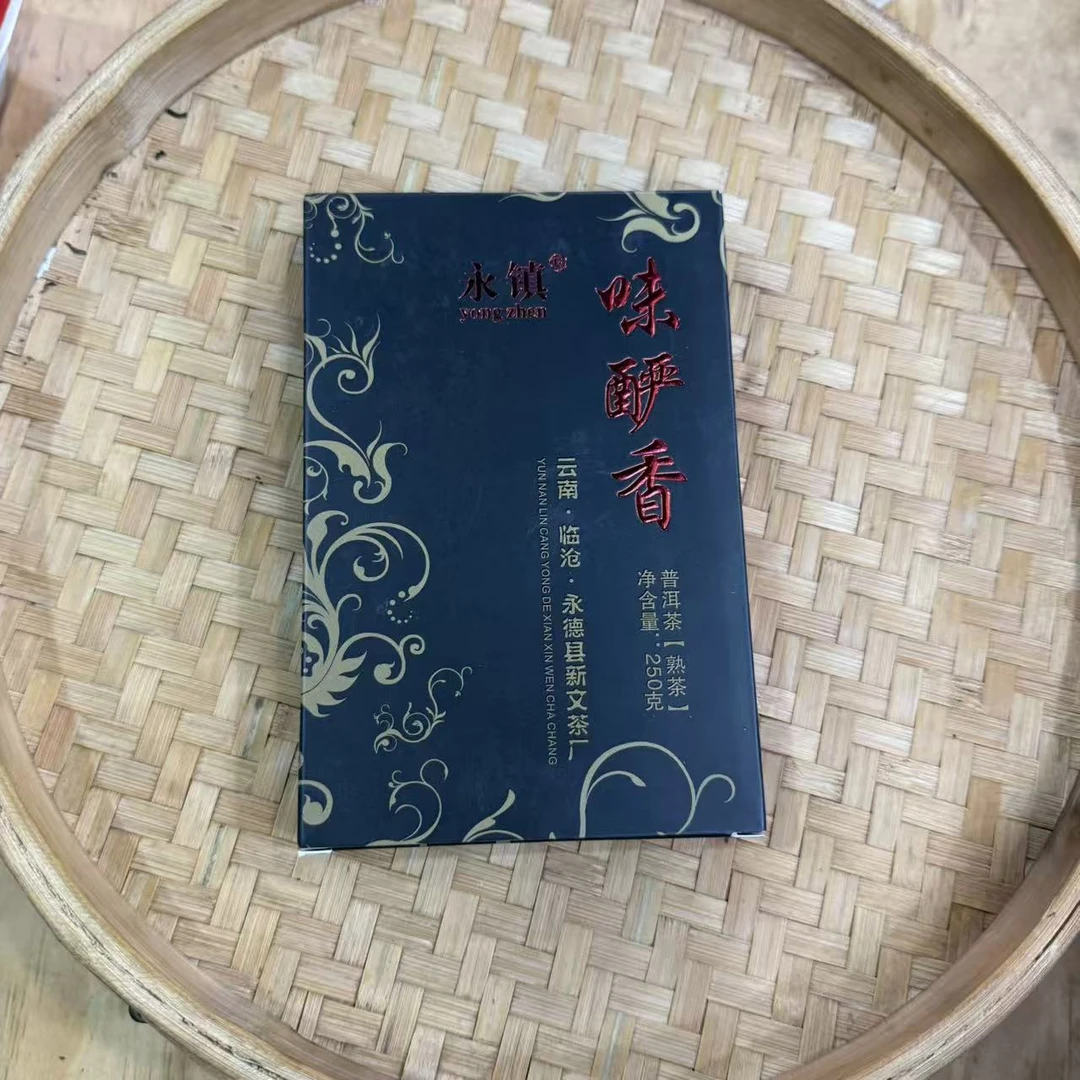 永镇®
yong zhen
味酽香
云南·临沧·永德县新文茶厂
YUN NAN LIN CANG YONG DE XIAN XIN WEN CHA CHANG
普洱茶【熟茶】
净含量：250克